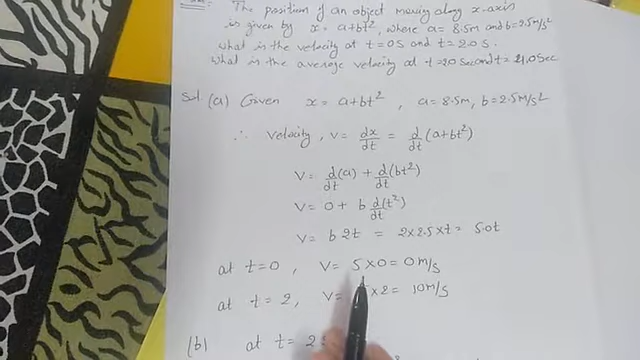 The position of an object moving along x-axis
is given by x = a+bt², where a = 8.5m and b=2.5m/s²
what is the velocity at t=0s and t=2.0s.
what is the average velocity at t=2.0s and t=4.0sec
Sol (a) Given x = a+bt² , a = 8.5m, b = 2.5m/s²
∴ velocity, v = dx/dt = d/dt (a+bt²)
V = d/dt (a) + d/dt (bt²)
V = 0 + b d/dt (t²)
V = b 2t = 2×2.5×t = 5.0t
at t=0, V = 5×0 = 0 m/s
at t = 2, V = ×2 = 10m/s
(b) at t = 2